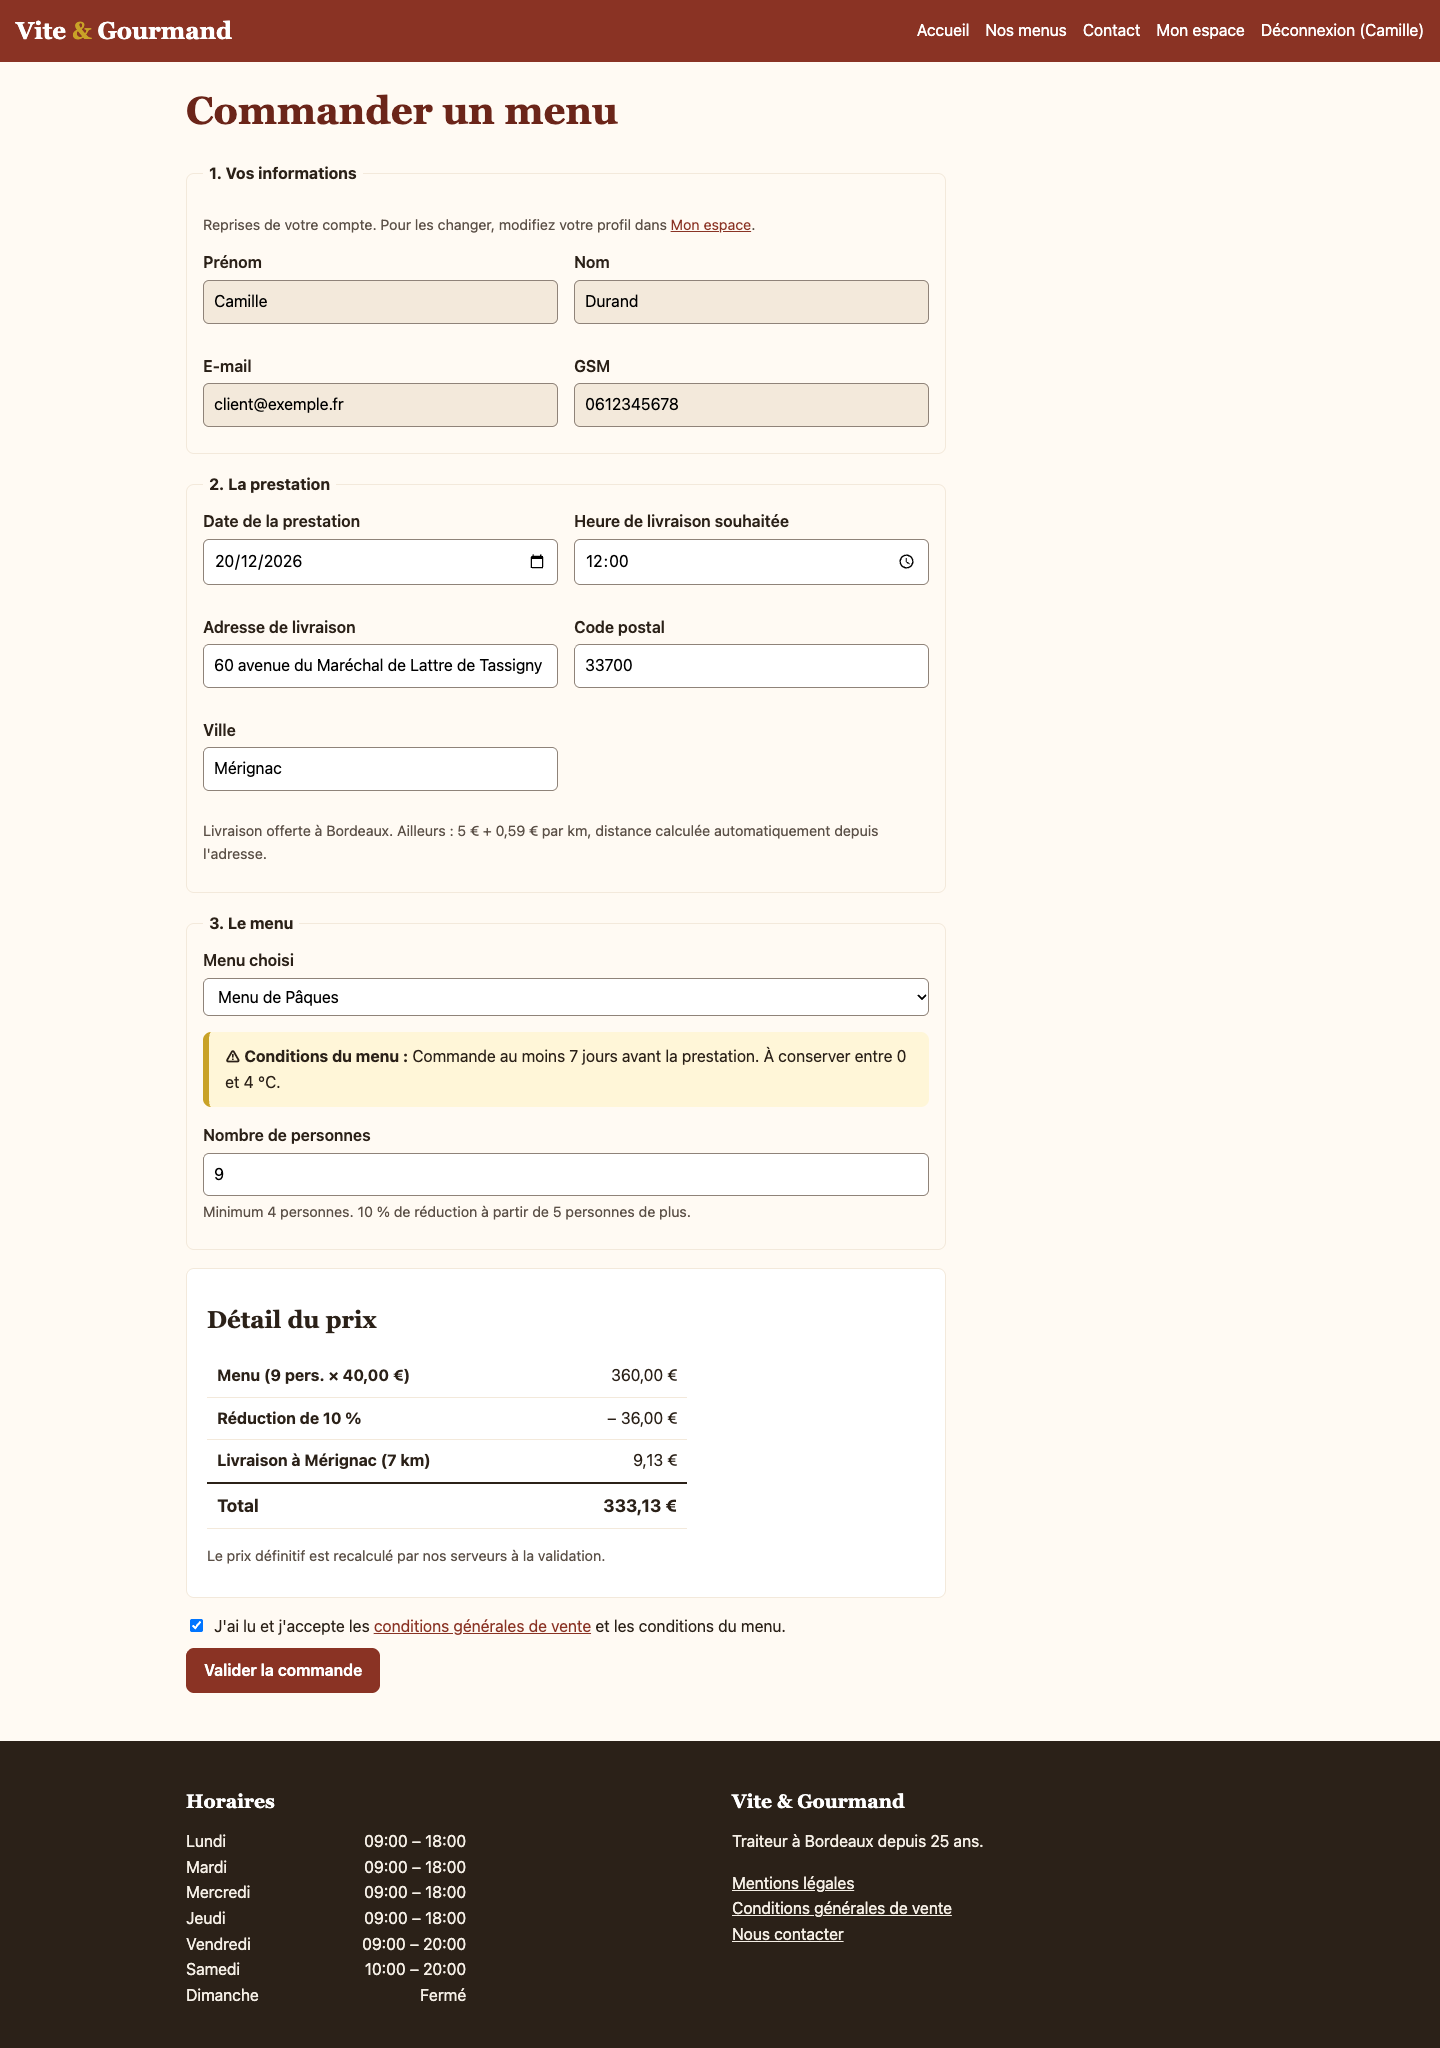 Vite & Gourmand
Accueil Nos menus Contact Mon espace Déconnexion (Camille)
Commander un menu
1. Vos informations
Reprises de votre compte. Pour les changer, modifiez votre profil dans Mon espace.
Prénom Nom
Camille Durand
E-mail GSM
client@exemple.fr 0612345678
2. La prestation
Date de la prestation Heure de livraison souhaitée
20/12/2026 12:00
Adresse de livraison Code postal
60 avenue du Maréchal de Lattre de Tassigny 33700
Ville
Mérignac
Livraison offerte à Bordeaux. Ailleurs : 5 € + 0,59 € par km, distance calculée automatiquement depuis
l'adresse.
3. Le menu
Menu choisi
Menu de Pâques
⚠ Conditions du menu : Commande au moins 7 jours avant la prestation. À conserver entre 0
et 4 °C.
Nombre de personnes
9
Minimum 4 personnes. 10 % de réduction à partir de 5 personnes de plus.
Détail du prix
Menu (9 pers. × 40,00 €) 360,00 €
Réduction de 10 % – 36,00 €
Livraison à Mérignac (7 km) 9,13 €
Total 333,13 €
Le prix définitif est recalculé par nos serveurs à la validation.
J'ai lu et j'accepte les conditions générales de vente et les conditions du menu.
Valider la commande
Horaires
Lundi 09:00 – 18:00
Mardi 09:00 – 18:00
Mercredi 09:00 – 18:00
Jeudi 09:00 – 18:00
Vendredi 09:00 – 20:00
Samedi 10:00 – 20:00
Dimanche Fermé
Vite & Gourmand
Traiteur à Bordeaux depuis 25 ans.
Mentions légales
Conditions générales de vente
Nous contacter